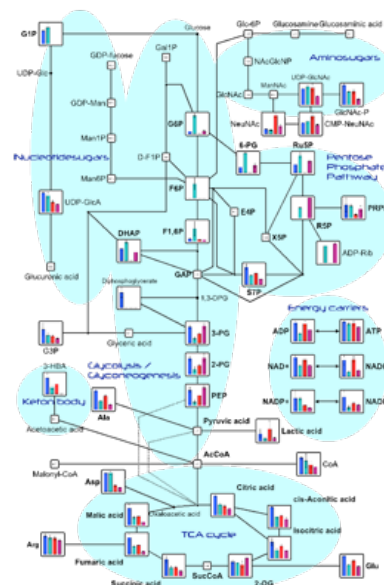 Glc-6P
Glucosamine
Glucosaminic acid
G1P
Glucose
Gal1P
GDP-fucose
NAcGlcNP
Aminosugars
UDP-Glc
ManNAc
UDP-GlcNAc
GlcNAc
GDP-Man
GlcNAc-P
G6P
NeuNAc
CMP-NeuNAc
Man1P
6-PG
Ru5P
Nucleotidesugars
D-F1P
Pentose
Phosphate
Pathway
Man6P
F6P
UDP-GlcA
E4P
PRPP
R5P
DHAP
F1,6P
X5P
ADP-Rib
Glucuronic acid
GAP
S7P
1,3-DPG
Energy carriers
3-PG
ADP
ATP
G3P
Glyceric acid
Glycolysis /
Glyconeogenesis
2-PG
NAD+
3-HBA
Keton body
PEP
NADP+
Ala
Acetoacetic acid
Pyruvic acid
Lactic acid
AcCoA
Malonyl-CoA
CoA
Asp
Citric acid
cis-Aconitic acid
Malic acid
Oxaloacetic acid
Isocitric acid
TCA cycle
Arg
Fumaric acid
Glu
Succinic acid
SucCoA
2-OG